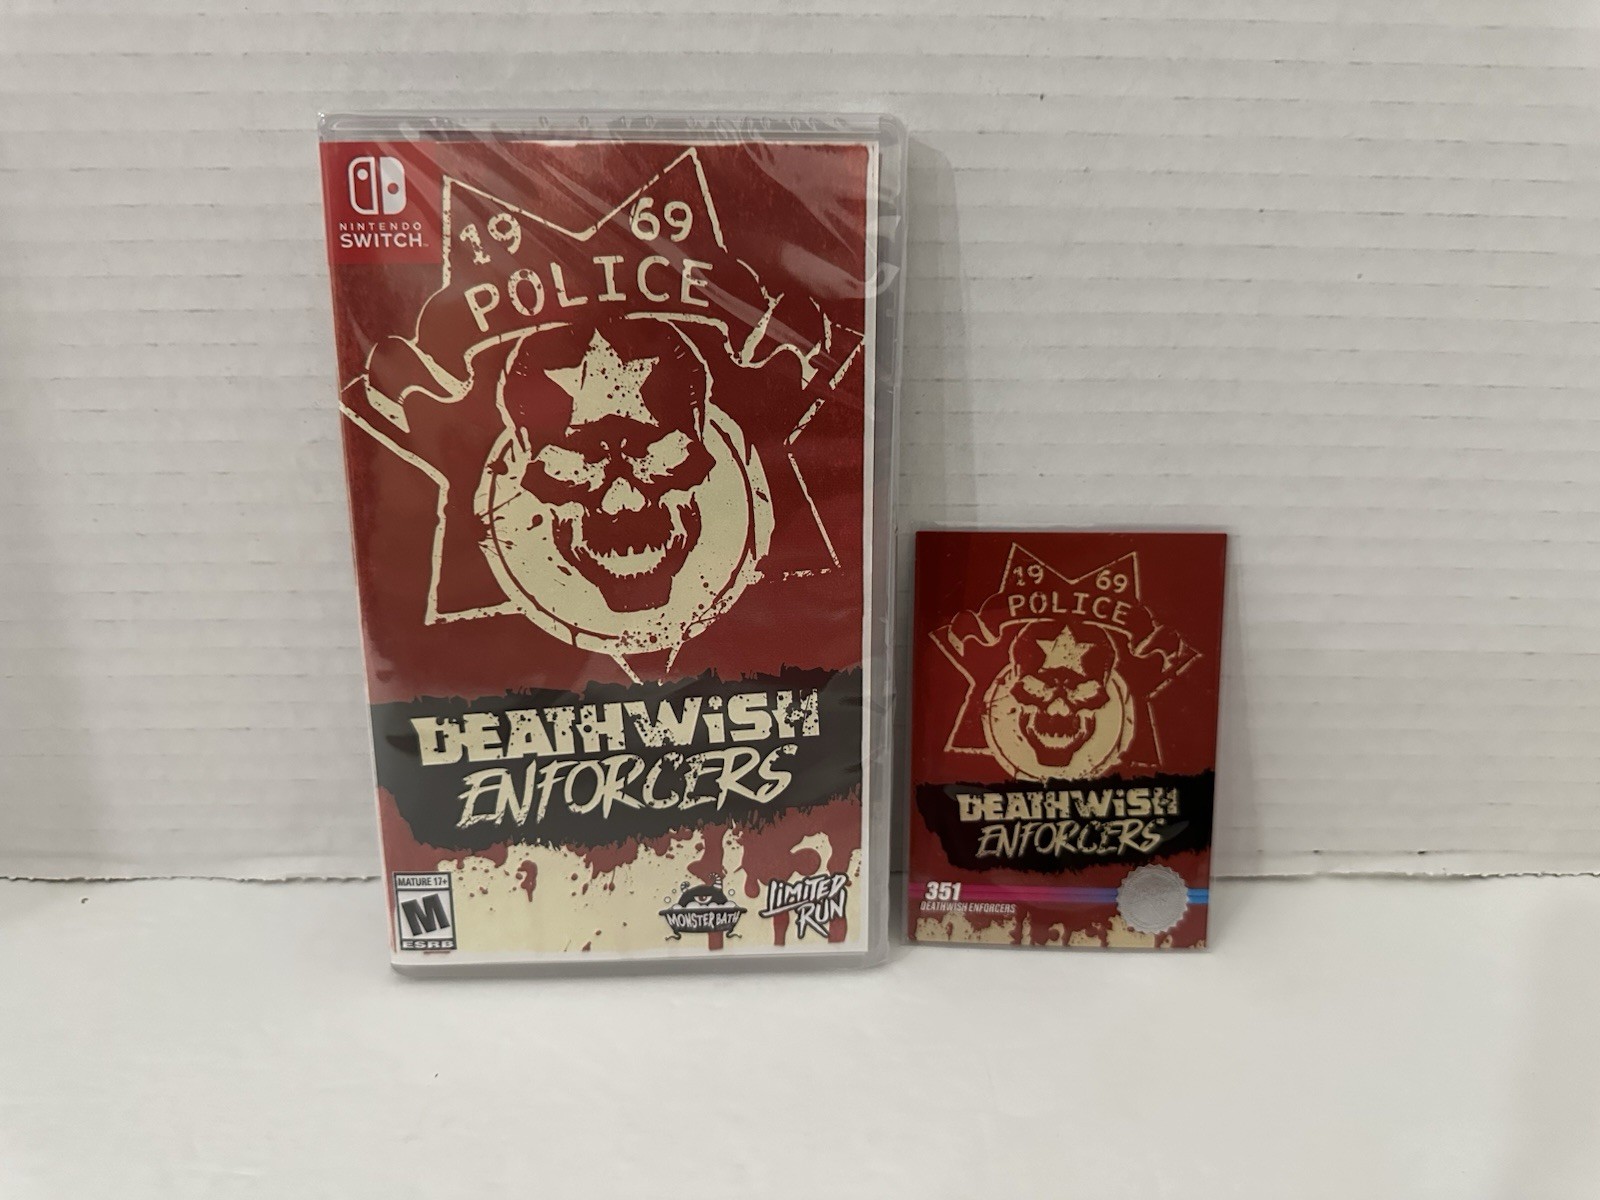 NINTENDO
SWITCH™
19 69
POLICE
DEATHWiSH
ENFORCERS
MATURE 17+
M
ESRB
MONSTER BATH
LIMITED
RUN
19 69
POLICE
DEATHWiSH
ENFORCERS
351
DEATHWISH ENFORCERS